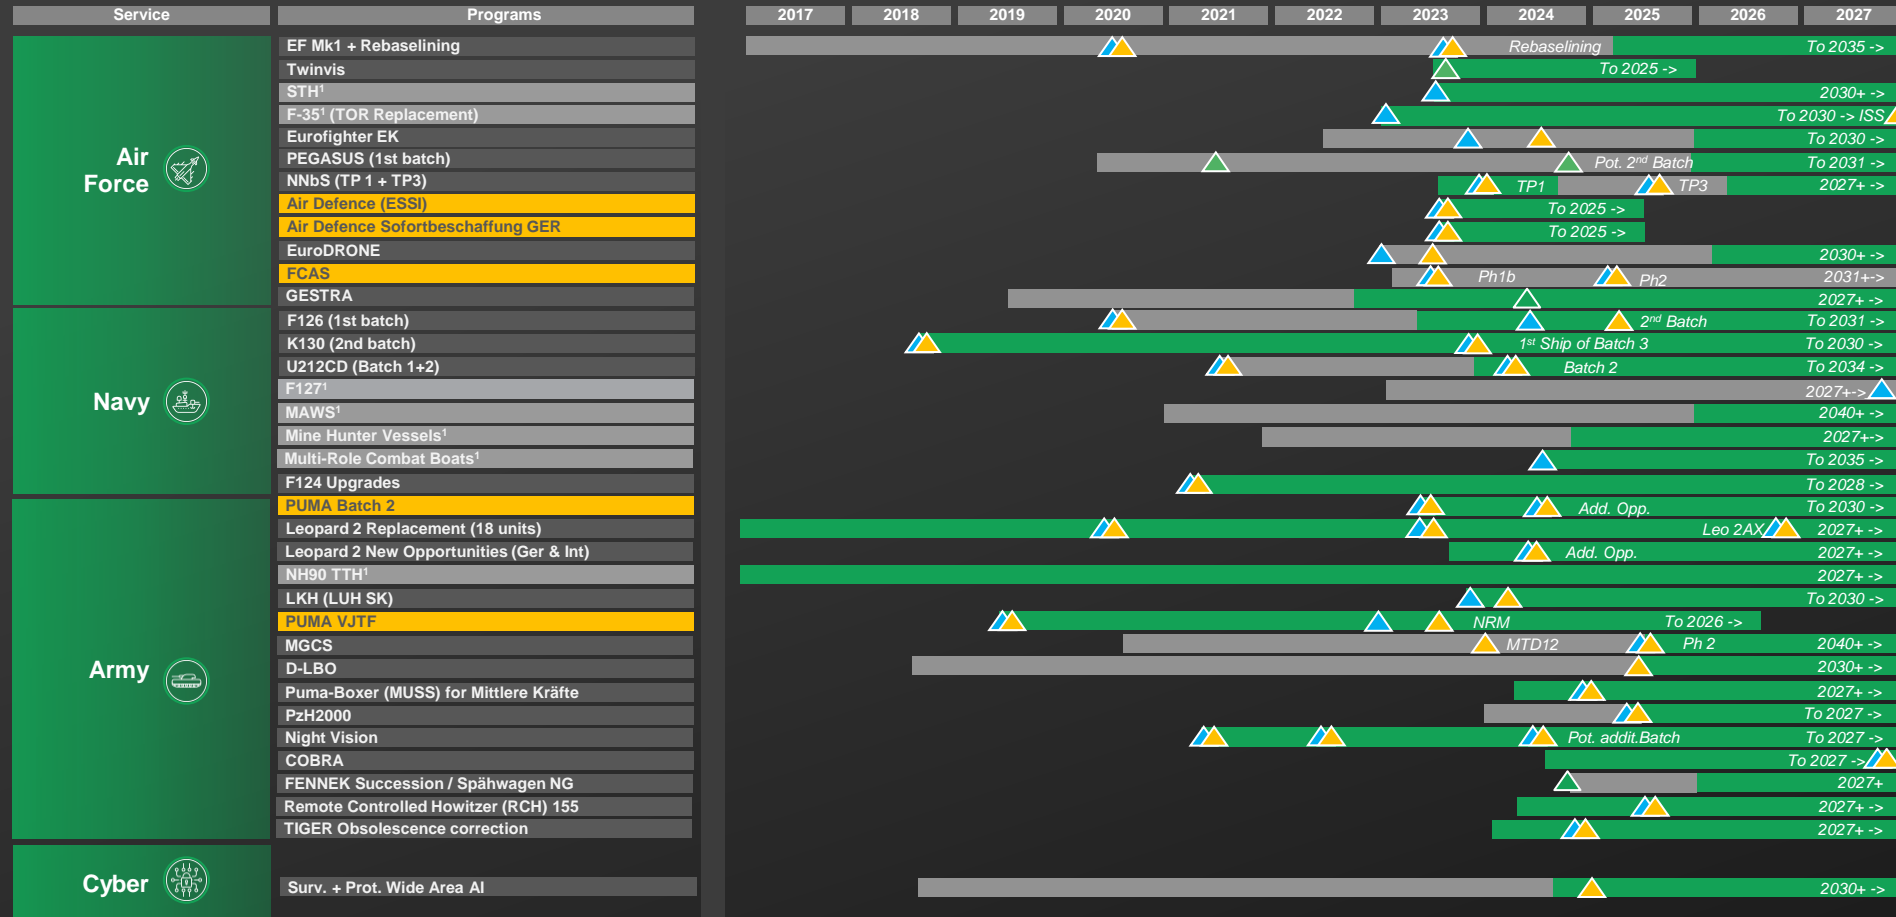 Service Programs 2017 2018 2019 2020 2021 2022 2023 2024 2025 2026 2027
Air
Force
EF Mk1 + Rebaselining Rebaselining To 2035 ->
Twinvis To 2025 ->
STH¹ 2030+ ->
F-35¹ (TOR Replacement) To 2030 -> ISS
Eurofighter EK To 2030 ->
PEGASUS (1st batch) Pot. 2nd Batch To 2031 ->
NNbS (TP 1 + TP3) TP1 TP3 2027+ ->
Air Defence (ESSI) To 2025 ->
Air Defence Sofortbeschaffung GER To 2025 ->
EuroDRONE 2030+ ->
FCAS Ph1b Ph2 2031+->
GESTRA 2027+ ->
Navy
F126 (1st batch) 2nd Batch To 2031 ->
K130 (2nd batch) 1st Ship of Batch 3 To 2030 ->
U212CD (Batch 1+2) Batch 2 To 2034 ->
F127¹ 2027+->
MAWS¹ 2040+ ->
Mine Hunter Vessels¹ 2027+->
Multi-Role Combat Boats¹ To 2035 ->
F124 Upgrades To 2028 ->
Army
PUMA Batch 2 Add. Opp. To 2030 ->
Leopard 2 Replacement (18 units) Leo 2AX 2027+ ->
Leopard 2 New Opportunities (Ger & Int) Add. Opp. 2027+ ->
NH90 TTH¹ 2027+ ->
LKH (LUH SK) To 2030 ->
PUMA VJTF NRM To 2026 ->
MGCS MTD12 Ph 2 2040+ ->
D-LBO 2030+ ->
Puma-Boxer (MUSS) for Mittlere Kräfte 2027+ ->
PzH2000 To 2027 ->
Night Vision Pot. addit.Batch To 2027 ->
COBRA To 2027 ->
FENNEK Succession / Spähwagen NG 2027+
Remote Controlled Howitzer (RCH) 155 2027+ ->
TIGER Obsolescence correction 2027+ ->
Cyber
Surv. + Prot. Wide Area AI 2030+ ->